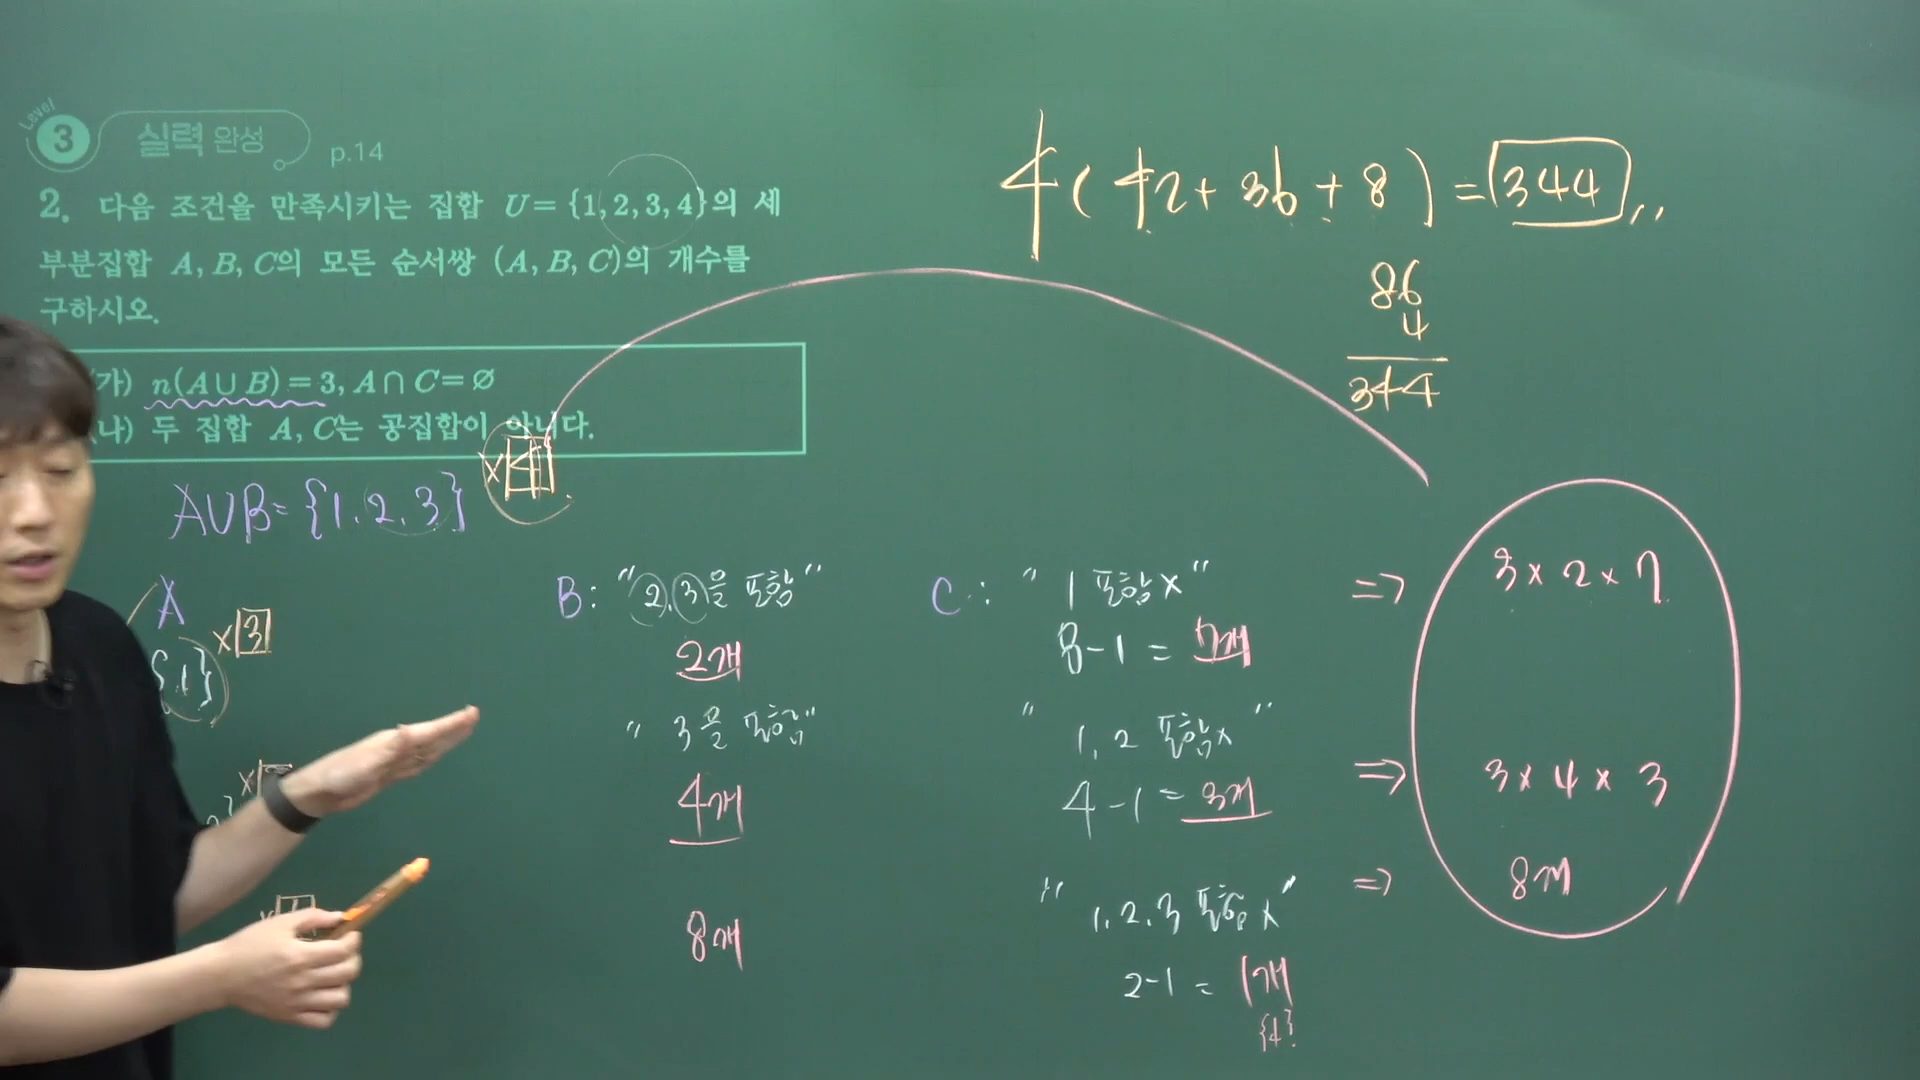 Level 3 실력 완성 p.14
2. 다음 조건을 만족시키는 집합 U = {1, 2, 3, 4}의 세
부분집합 A, B, C의 모든 순서쌍 (A, B, C)의 개수를
구하시오.
(가) n(A∪B) = 3, A∩C = ∅
(나) 두 집합 A, C는 공집합이 아니다.
4(42+36+8) = 344
86
4
344
A∪B = {1, 2, 3} ×4
A
{1} ×3
B: "2, 3을 포함"
2개
"3을 포함"
4개
8개
C: "1 포함×"
8-1 = 7개
"1, 2 포함×"
4-1 = 3개
"1, 2, 3 포함×"
2-1 = 1개
{4}
⇒ 3×2×7
⇒ 3×4×3
⇒ 8개